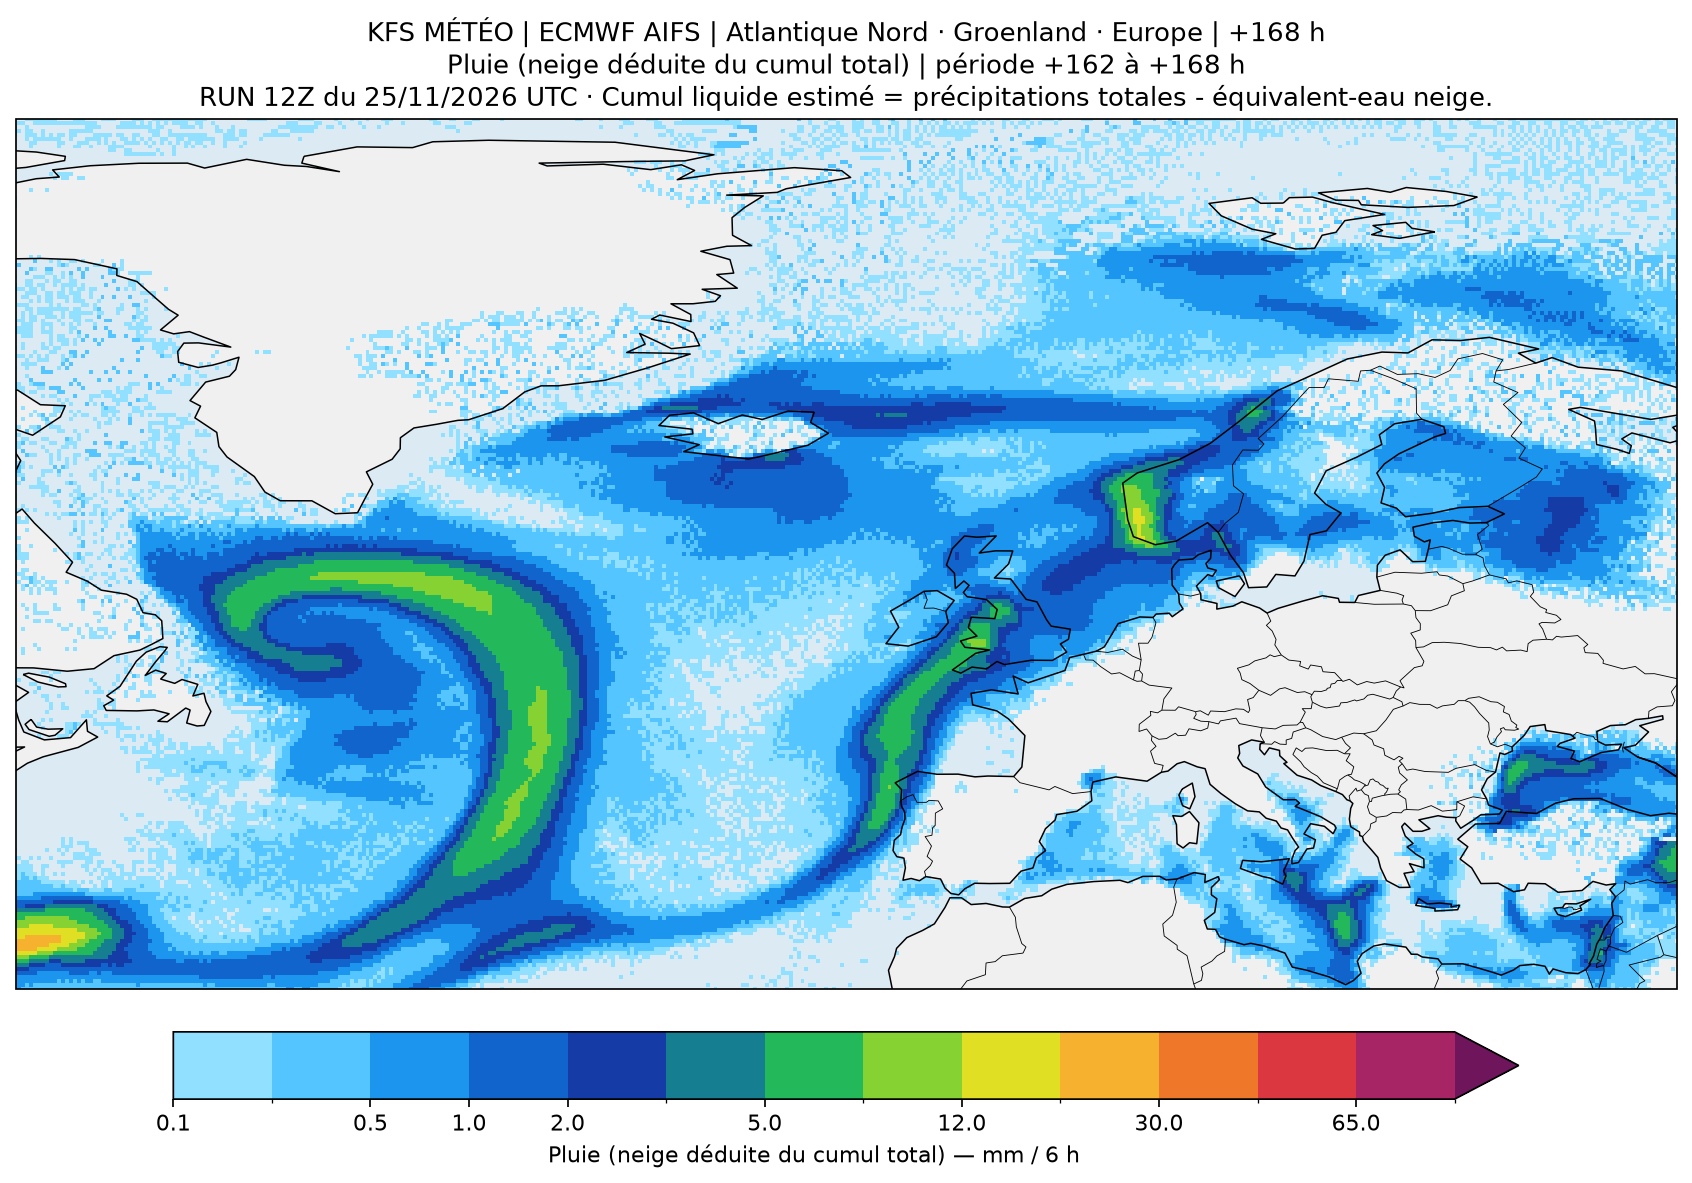 KFS MÉTÉO | ECMWF AIFS | Atlantique Nord · Groenland · Europe | +168 h
Pluie (neige déduite du cumul total) | période +162 à +168 h
RUN 12Z du 25/11/2026 UTC · Cumul liquide estimé = précipitations totales - équivalent-eau neige.
0.1 0.5 1.0 2.0 5.0 12.0 30.0 65.0
Pluie (neige déduite du cumul total) — mm / 6 h